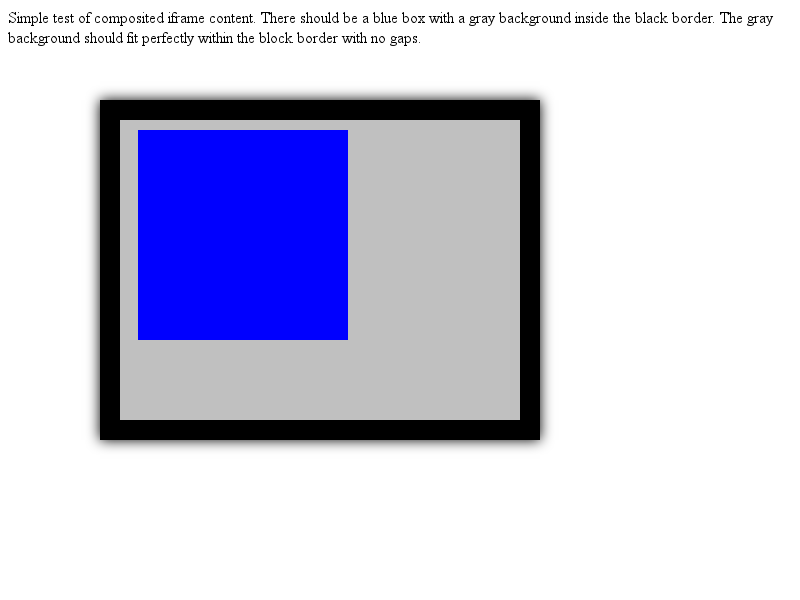 Simple test of composited iframe content. There should be a blue box with a gray background inside the black border. The gray
background should fit perfectly within the block border with no gaps.